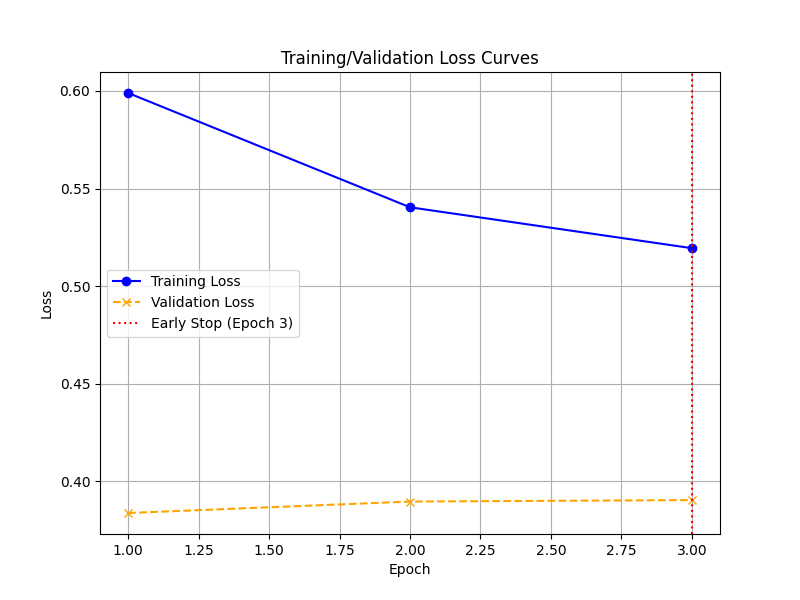 Training/Validation Loss Curves
0.60
0.55
0.50
0.45
0.40
Loss
Training Loss
Validation Loss
Early Stop (Epoch 3)
1.00 1.25 1.50 1.75 2.00 2.25 2.50 2.75 3.00
Epoch